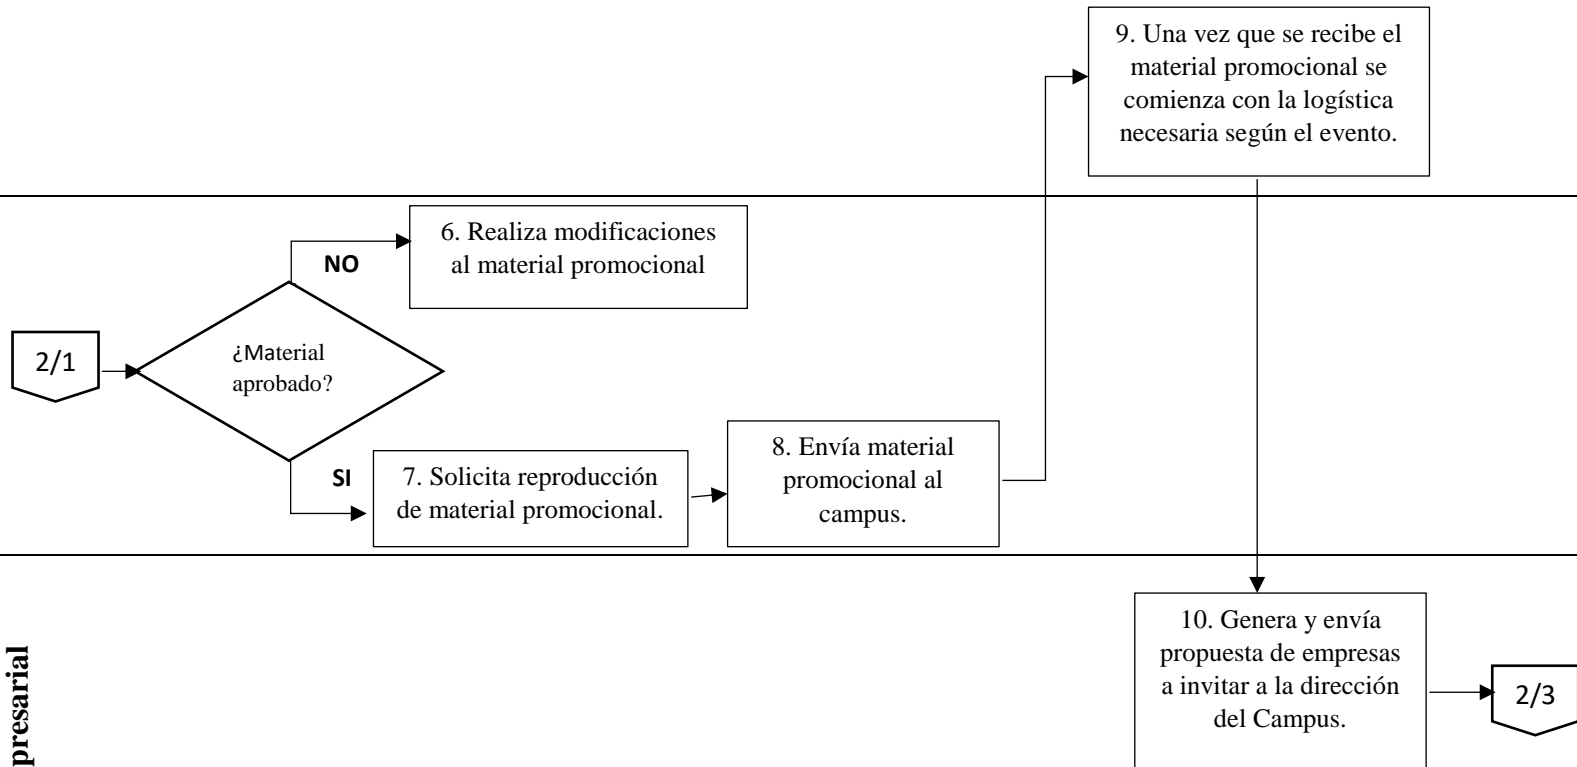 9. Una vez que se recibe el
material promocional se
comienza con la logística
necesaria según el evento.
6. Realiza modificaciones
al material promocional
NO
2/1
¿Material
aprobado?
SI
7. Solicita reproducción
de material promocional.
8. Envía material
promocional al
campus.
10. Genera y envía
propuesta de empresas
a invitar a la dirección
del Campus.
2/3
presarial